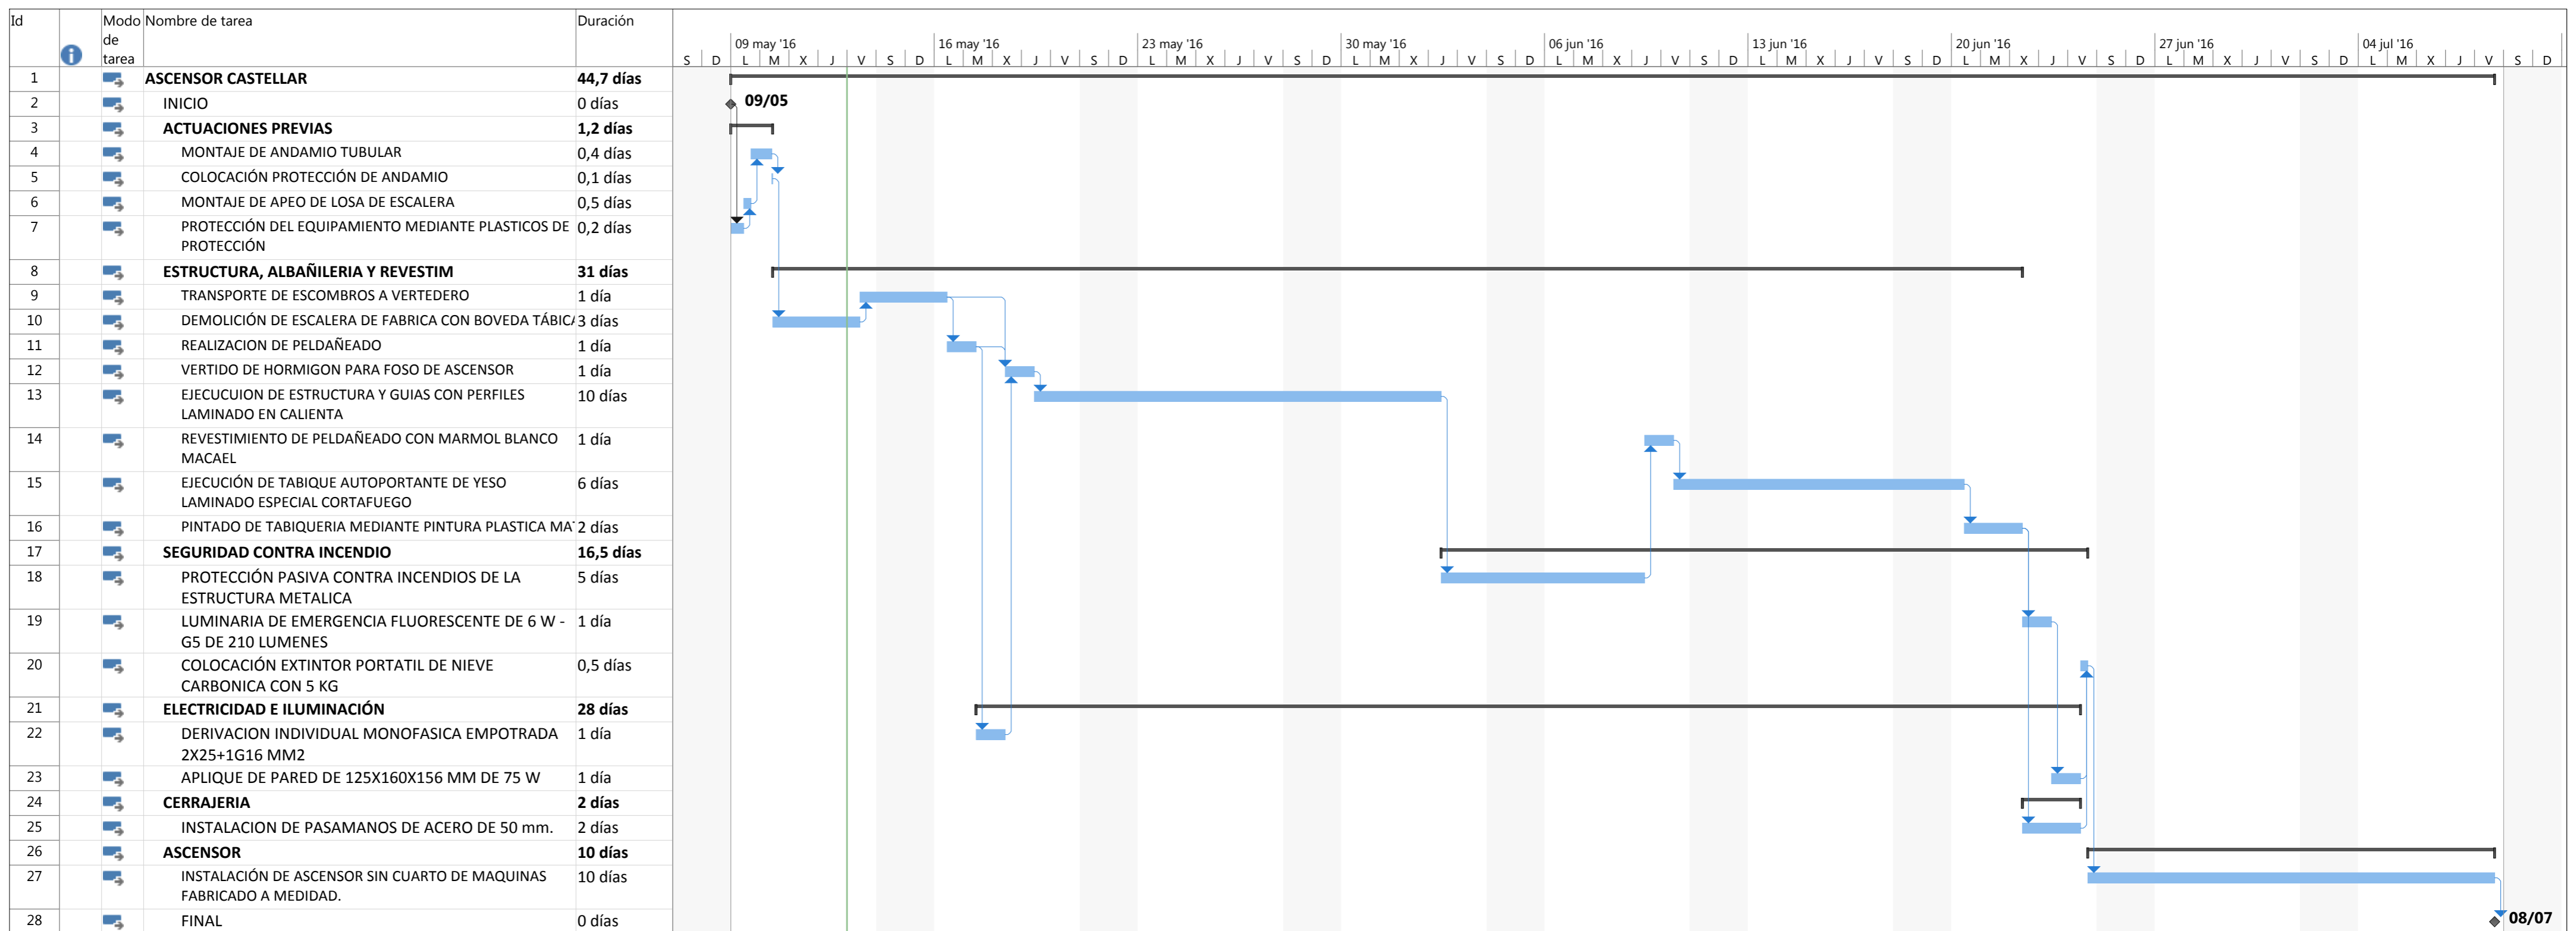 Id Modo de tarea Nombre de tarea Duración
09 may '16 16 may '16 23 may '16 30 may '16 06 jun '16 13 jun '16 20 jun '16 27 jun '16 04 jul '16
S D L M X J V S D L M X J V S D L M X J V S D L M X J V S D L M X J V S D L M X J V S D L M X J V S D L M X J V S D L M X J V S D
1 ASCENSOR CASTELLAR 44,7 días
2 INICIO 0 días 09/05
3 ACTUACIONES PREVIAS 1,2 días
4 MONTAJE DE ANDAMIO TUBULAR 0,4 días
5 COLOCACIÓN PROTECCIÓN DE ANDAMIO 0,1 días
6 MONTAJE DE APEO DE LOSA DE ESCALERA 0,5 días
7 PROTECCIÓN DEL EQUIPAMIENTO MEDIANTE PLASTICOS DE 0,2 días
PROTECCIÓN
8 ESTRUCTURA, ALBAÑILERIA Y REVESTIM 31 días
9 TRANSPORTE DE ESCOMBROS A VERTEDERO 1 día
10 DEMOLICIÓN DE ESCALERA DE FABRICA CON BOVEDA TÁBICA 3 días
11 REALIZACION DE PELDAÑEADO 1 día
12 VERTIDO DE HORMIGON PARA FOSO DE ASCENSOR 1 día
13 EJECUCUION DE ESTRUCTURA Y GUIAS CON PERFILES 10 días
LAMINADO EN CALIENTA
14 REVESTIMIENTO DE PELDAÑEADO CON MARMOL BLANCO 1 día
MACAEL
15 EJECUCIÓN DE TABIQUE AUTOPORTANTE DE YESO 6 días
LAMINADO ESPECIAL CORTAFUEGO
16 PINTADO DE TABIQUERIA MEDIANTE PINTURA PLASTICA MAT 2 días
17 SEGURIDAD CONTRA INCENDIO 16,5 días
18 PROTECCIÓN PASIVA CONTRA INCENDIOS DE LA 5 días
ESTRUCTURA METALICA
19 LUMINARIA DE EMERGENCIA FLUORESCENTE DE 6 W - 1 día
G5 DE 210 LUMENES
20 COLOCACIÓN EXTINTOR PORTATIL DE NIEVE 0,5 días
CARBONICA CON 5 KG
21 ELECTRICIDAD E ILUMINACIÓN 28 días
22 DERIVACION INDIVIDUAL MONOFASICA EMPOTRADA 1 día
2X25+1G16 MM2
23 APLIQUE DE PARED DE 125X160X156 MM DE 75 W 1 día
24 CERRAJERIA 2 días
25 INSTALACION DE PASAMANOS DE ACERO DE 50 mm. 2 días
26 ASCENSOR 10 días
27 INSTALACIÓN DE ASCENSOR SIN CUARTO DE MAQUINAS 10 días
FABRICADO A MEDIDAD.
28 FINAL 0 días 08/07